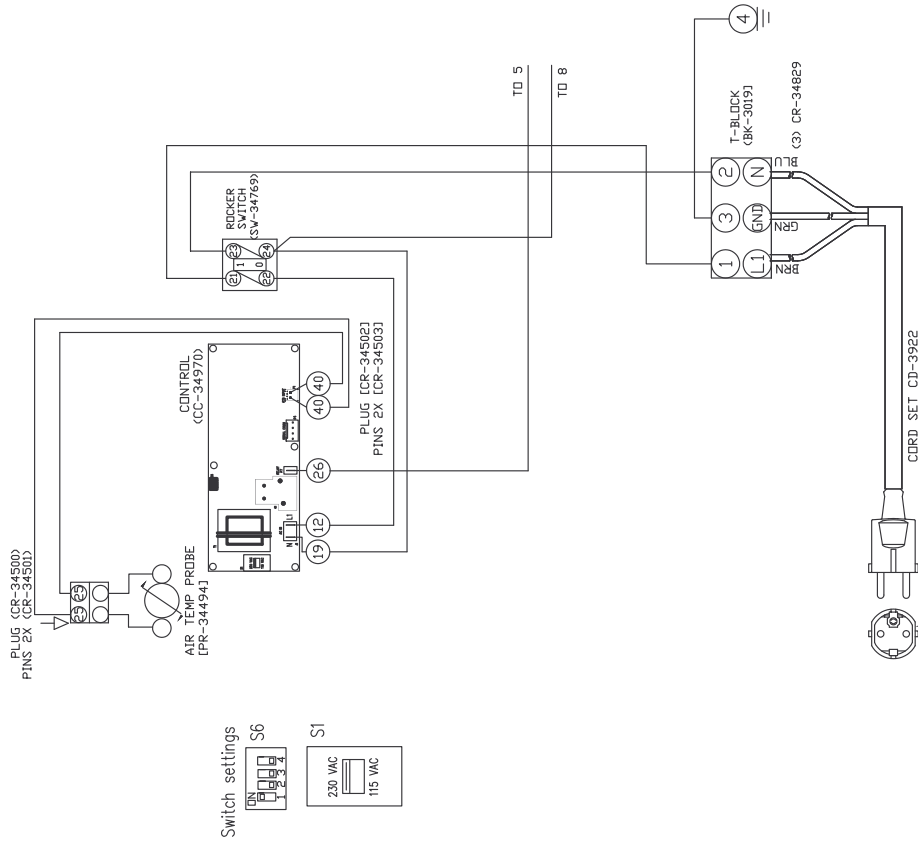 PLUG (CR-34500)
PINS 2X (CR-34501)
25
25
AIR TEMP PROBE
[PR-34494]
CONTROL
(CC-34970)
N
L1
19
12
26
40
40
PLUG [CR-34502]
PINS 2X [CR-34503]
ROCKER
SWITCH
(SW-34769)
21
23
1
0
22
24
TO 5
TO 8
4
T-BLOCK
(BK-3019)
(3) CR-34829
1
3
2
L1
GND
N
BRN
GRN
BLU
CORD SET CD-3922
Switch settings
S6
ON
1 2 3 4
S1
230 VAC
115 VAC